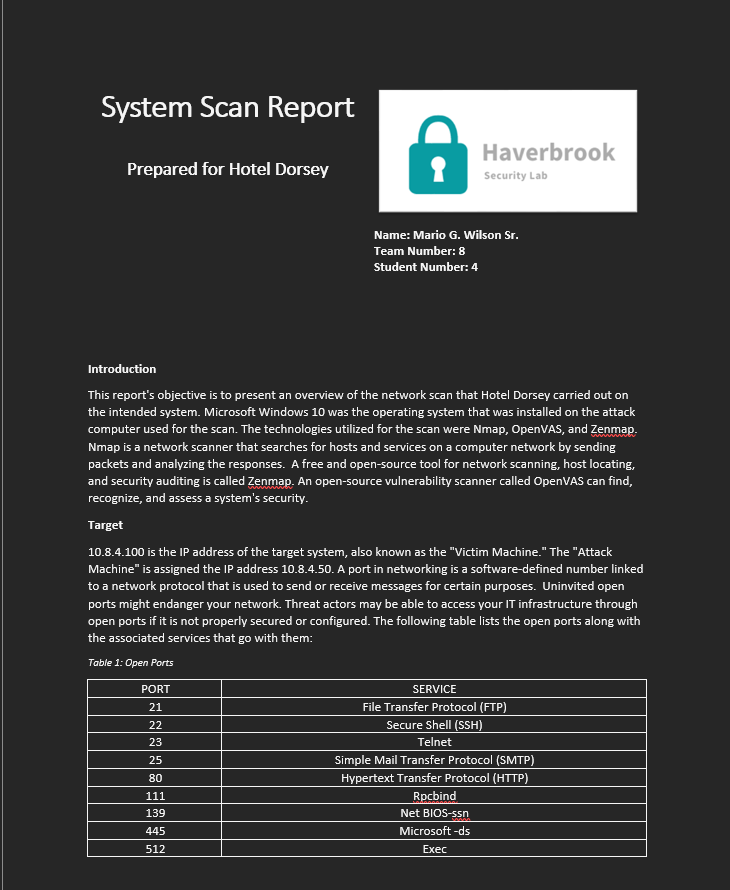 System Scan Report
Prepared for Hotel Dorsey
Haverbrook
Security Lab
Name: Mario G. Wilson Sr.
Team Number: 8
Student Number: 4
Introduction
This report's objective is to present an overview of the network scan that Hotel Dorsey carried out on
the intended system. Microsoft Windows 10 was the operating system that was installed on the attack
computer used for the scan. The technologies utilized for the scan were Nmap, OpenVAS, and Zenmap.
Nmap is a network scanner that searches for hosts and services on a computer network by sending
packets and analyzing the responses.  A free and open-source tool for network scanning, host locating,
and security auditing is called Zenmap. An open-source vulnerability scanner called OpenVAS can find,
recognize, and assess a system's security.
Target
10.8.4.100 is the IP address of the target system, also known as the "Victim Machine." The "Attack
Machine" is assigned the IP address 10.8.4.50. A port in networking is a software-defined number linked
to a network protocol that is used to send or receive messages for certain purposes.  Uninvited open
ports might endanger your network. Threat actors may be able to access your IT infrastructure through
open ports if it is not properly secured or configured. The following table lists the open ports along with
the associated services that go with them:
Table 1: Open Ports
PORT SERVICE
21 File Transfer Protocol (FTP)
22 Secure Shell (SSH)
23 Telnet
25 Simple Mail Transfer Protocol (SMTP)
80 Hypertext Transfer Protocol (HTTP)
111 Rpcbind
139 Net BIOS-ssn
445 Microsoft -ds
512 Exec